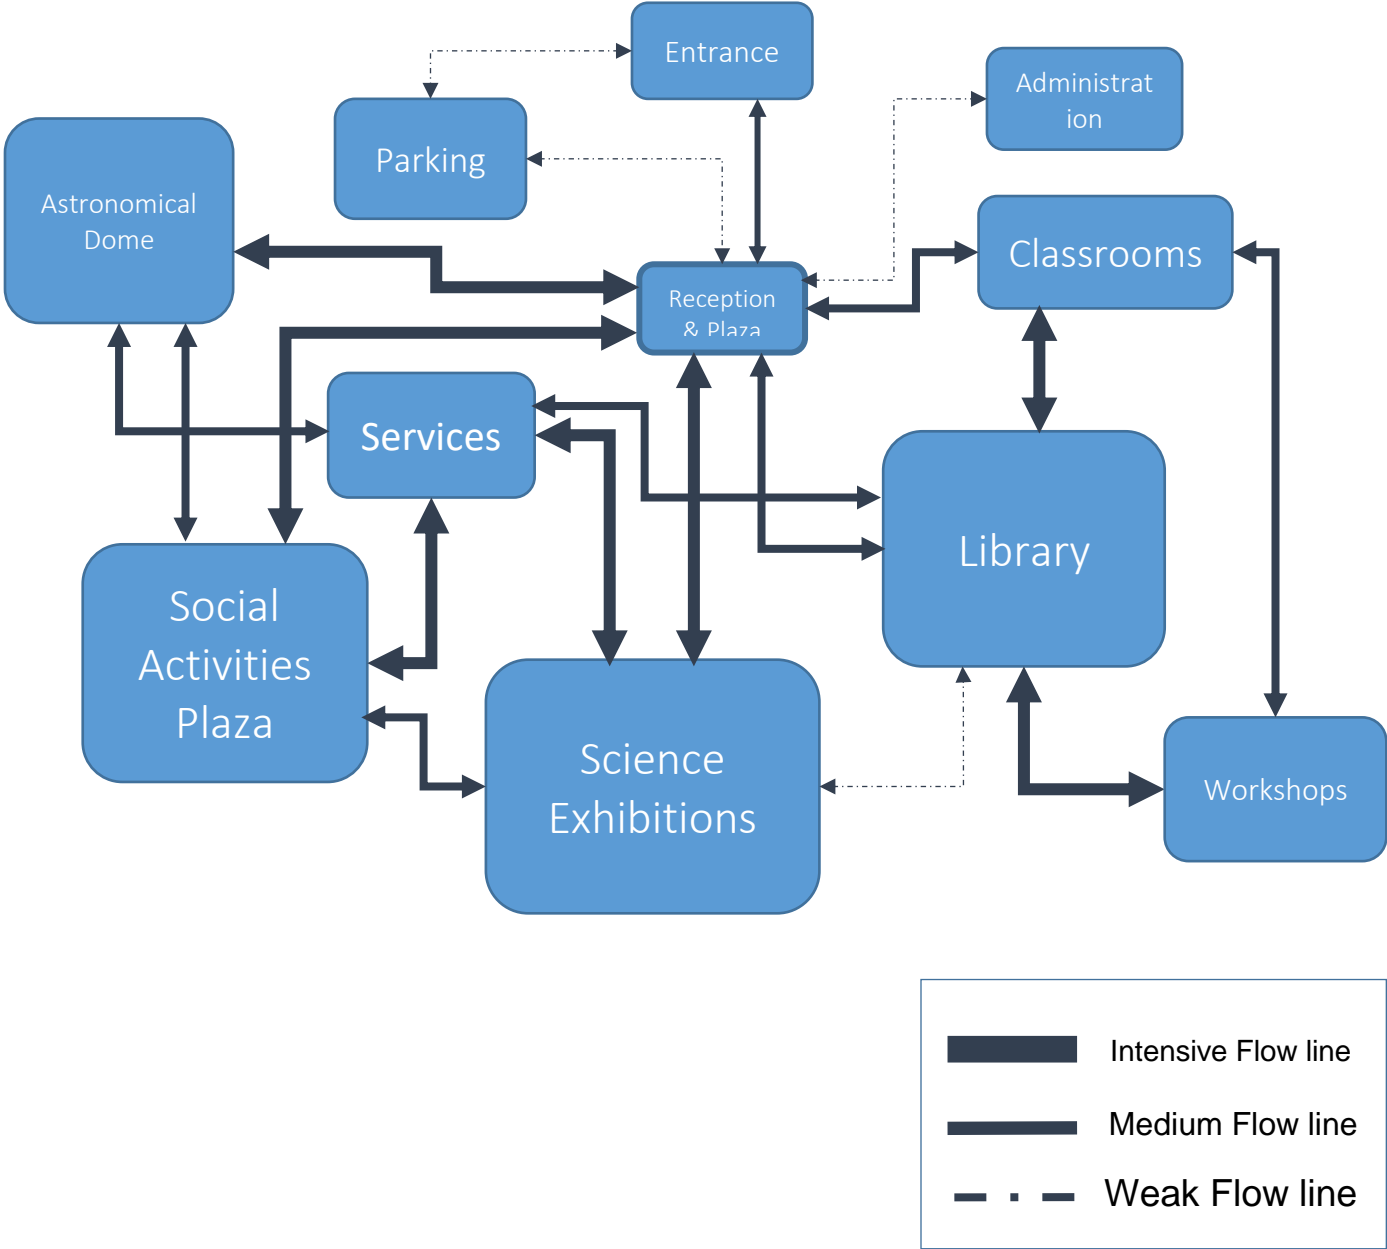 Entrance
Administrat
ion
Parking
Astronomical
Dome
Classrooms
Reception
& Plaza
Services
Library
Social
Activities
Plaza
Science
Exhibitions
Workshops
Intensive Flow line
Medium Flow line
Weak Flow line